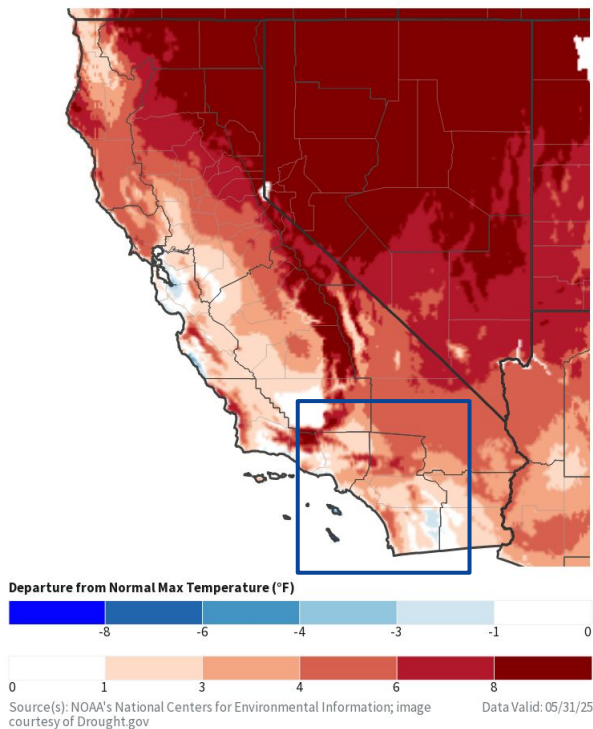 Departure from Normal Max Temperature (°F)
-8 -6 -4 -3 -1 0
0 1 3 4 6 8
Source(s): NOAA's National Centers for Environmental Information; image Data Valid: 05/31/25
courtesy of Drought.gov